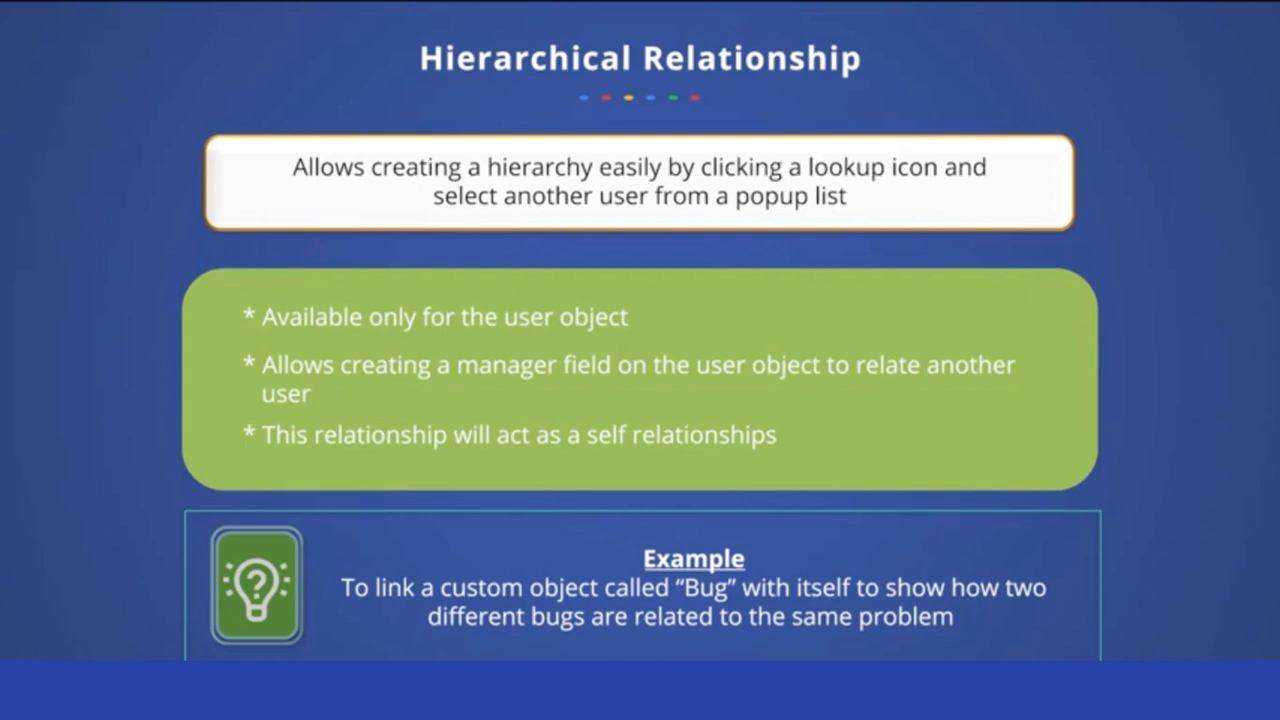 Hierarchical Relationship
Allows creating a hierarchy easily by clicking a lookup icon and
select another user from a popup list
* Available only for the user object
* Allows creating a manager field on the user object to relate another
user
* This relationship will act as a self relationships
Example
To link a custom object called “Bug” with itself to show how two
different bugs are related to the same problem